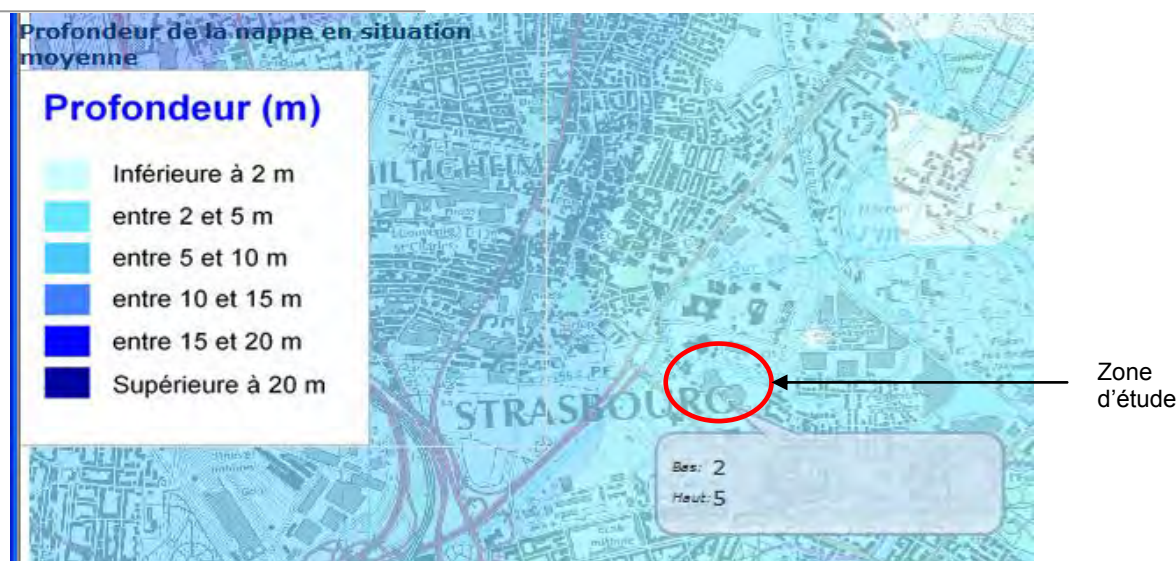 Profondeur de la nappe en situation
moyenne
Profondeur (m)
Inférieure à 2 m
entre 2 et 5 m
entre 5 et 10 m
entre 10 et 15 m
entre 15 et 20 m
Supérieure à 20 m
STRASBOURG
Bas: 2
Haut: 5
Zone
d'étude